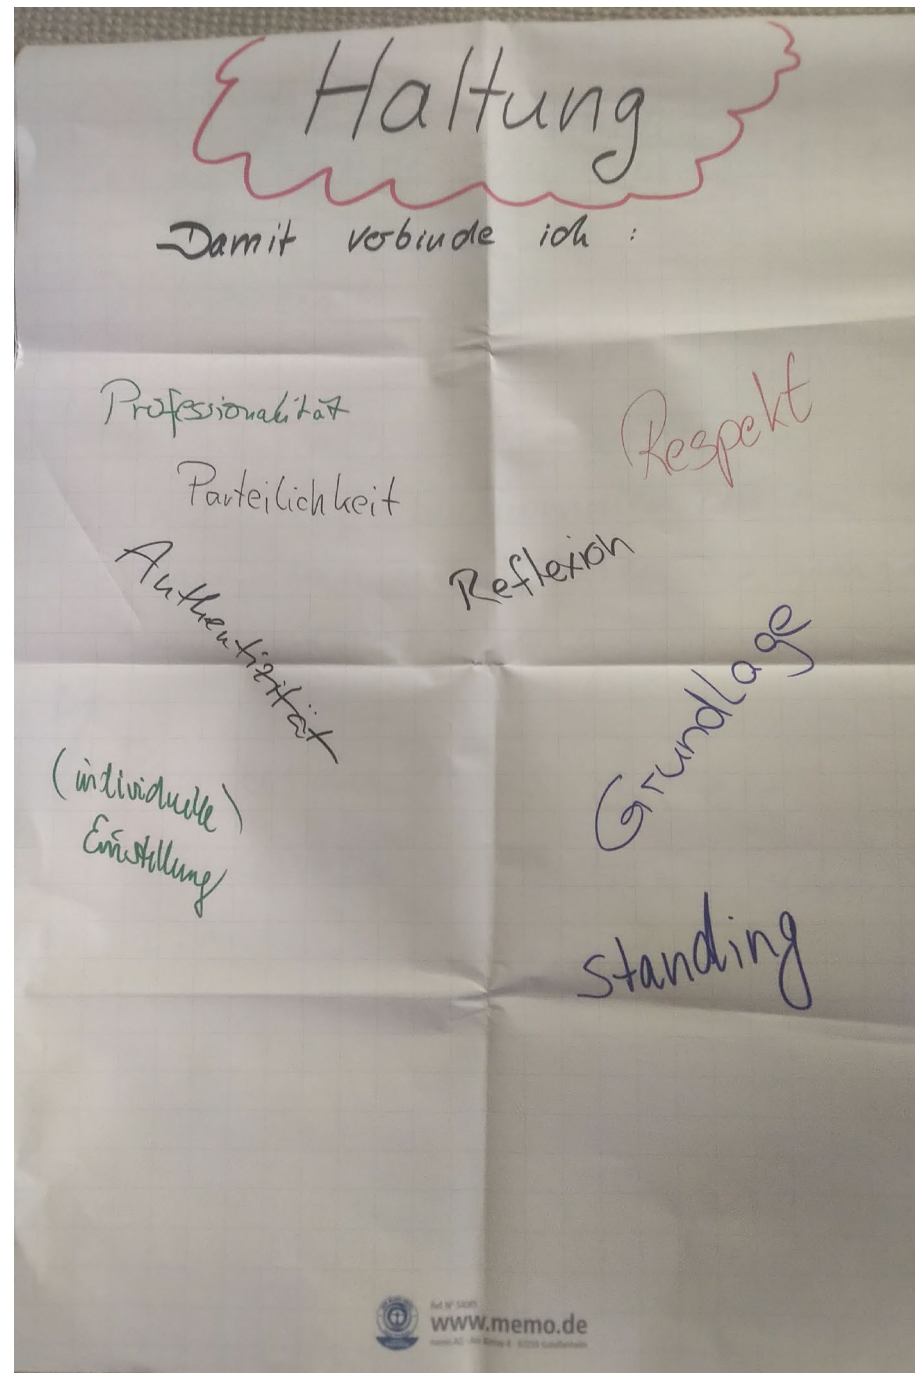 Haltung
Damit verbinde ich :
Professionalität
Respekt
Parteilichkeit
Reflexion
Authentizität
Grundlage
(individuelle)
Einstellung
Standing
www.memo.de